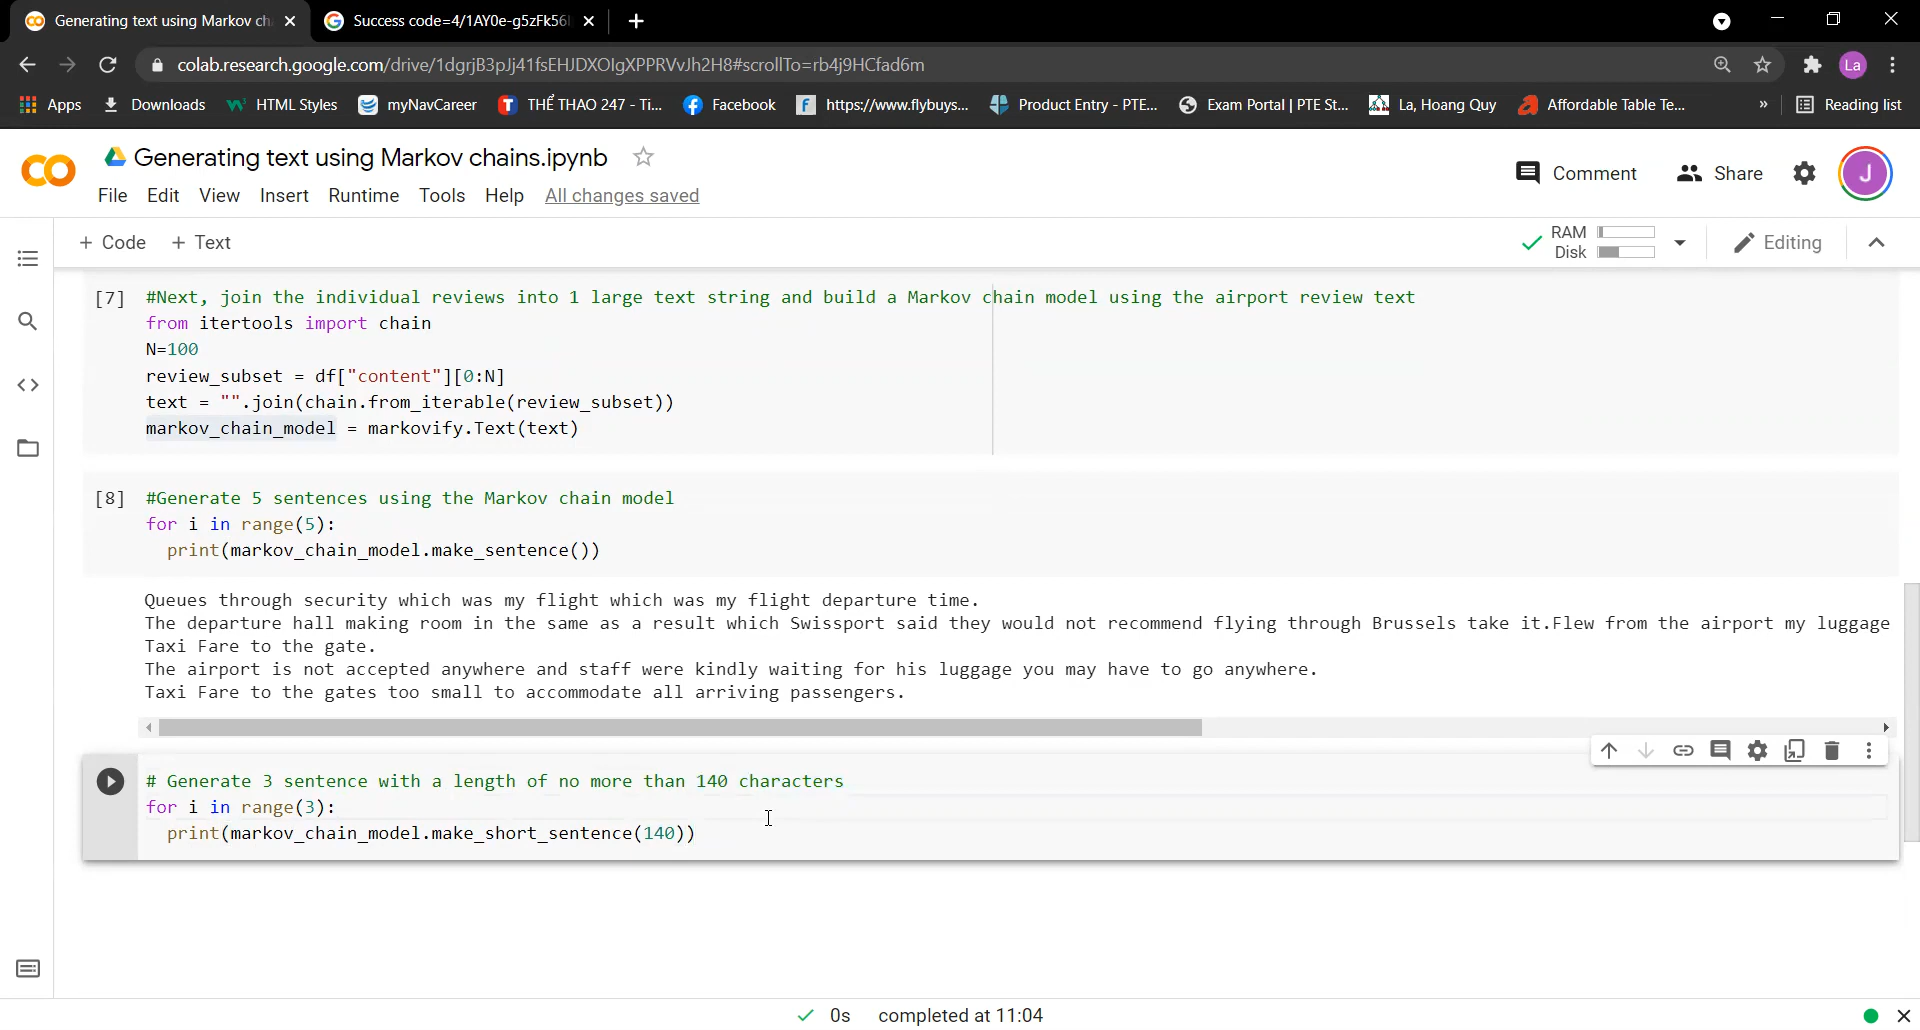 Generating text using Markov ch
Success code=4/1AY0e-g5zFk56
colab.research.google.com/drive/1dgrjB3pJj41fsEHJDXOIgXPPRVvJh2H8#scrollTo=rb4j9HCfad6m
La
Apps
Downloads
HTML Styles
myNavCareer
THỂ THAO 247 - Ti...
Facebook
https://www.flybuys...
Product Entry - PTE...
Exam Portal | PTE St...
La, Hoang Quy
Affordable Table Te...
»
Reading list
Generating text using Markov chains.ipynb
Comment
Share
J
File Edit View Insert Runtime Tools Help All changes saved
+ Code + Text
RAM
Disk
Editing
[7] #Next, join the individual reviews into 1 large text string and build a Markov chain model using the airport review text
from itertools import chain
N=100
review_subset = df["content"][0:N]
text = "".join(chain.from_iterable(review_subset))
markov_chain_model = markovify.Text(text)
[8] #Generate 5 sentences using the Markov chain model
for i in range(5):
print(markov_chain_model.make_sentence())
Queues through security which was my flight which was my flight departure time.
The departure hall making room in the same as a result which Swissport said they would not recommend flying through Brussels take it.Flew from the airport my luggage
Taxi Fare to the gate.
The airport is not accepted anywhere and staff were kindly waiting for his luggage you may have to go anywhere.
Taxi Fare to the gates too small to accommodate all arriving passengers.
# Generate 3 sentence with a length of no more than 140 characters
for i in range(3):
print(markov_chain_model.make_short_sentence(140))
0s completed at 11:04